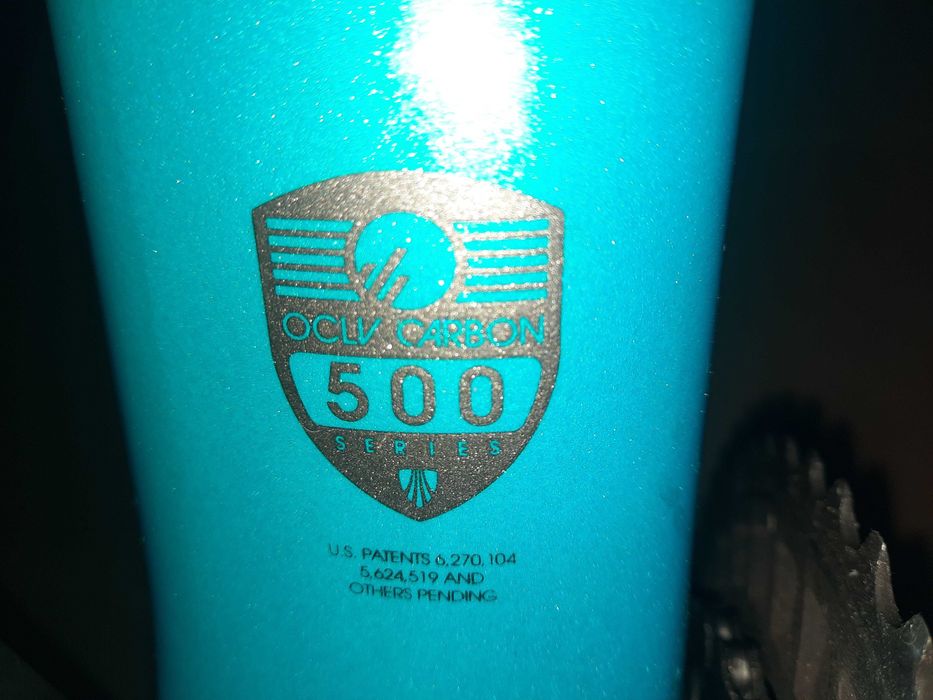 OCLV CARBON
500
SERIES
U.S. PATENTS 6,270,104
5,624,519 AND
OTHERS PENDING